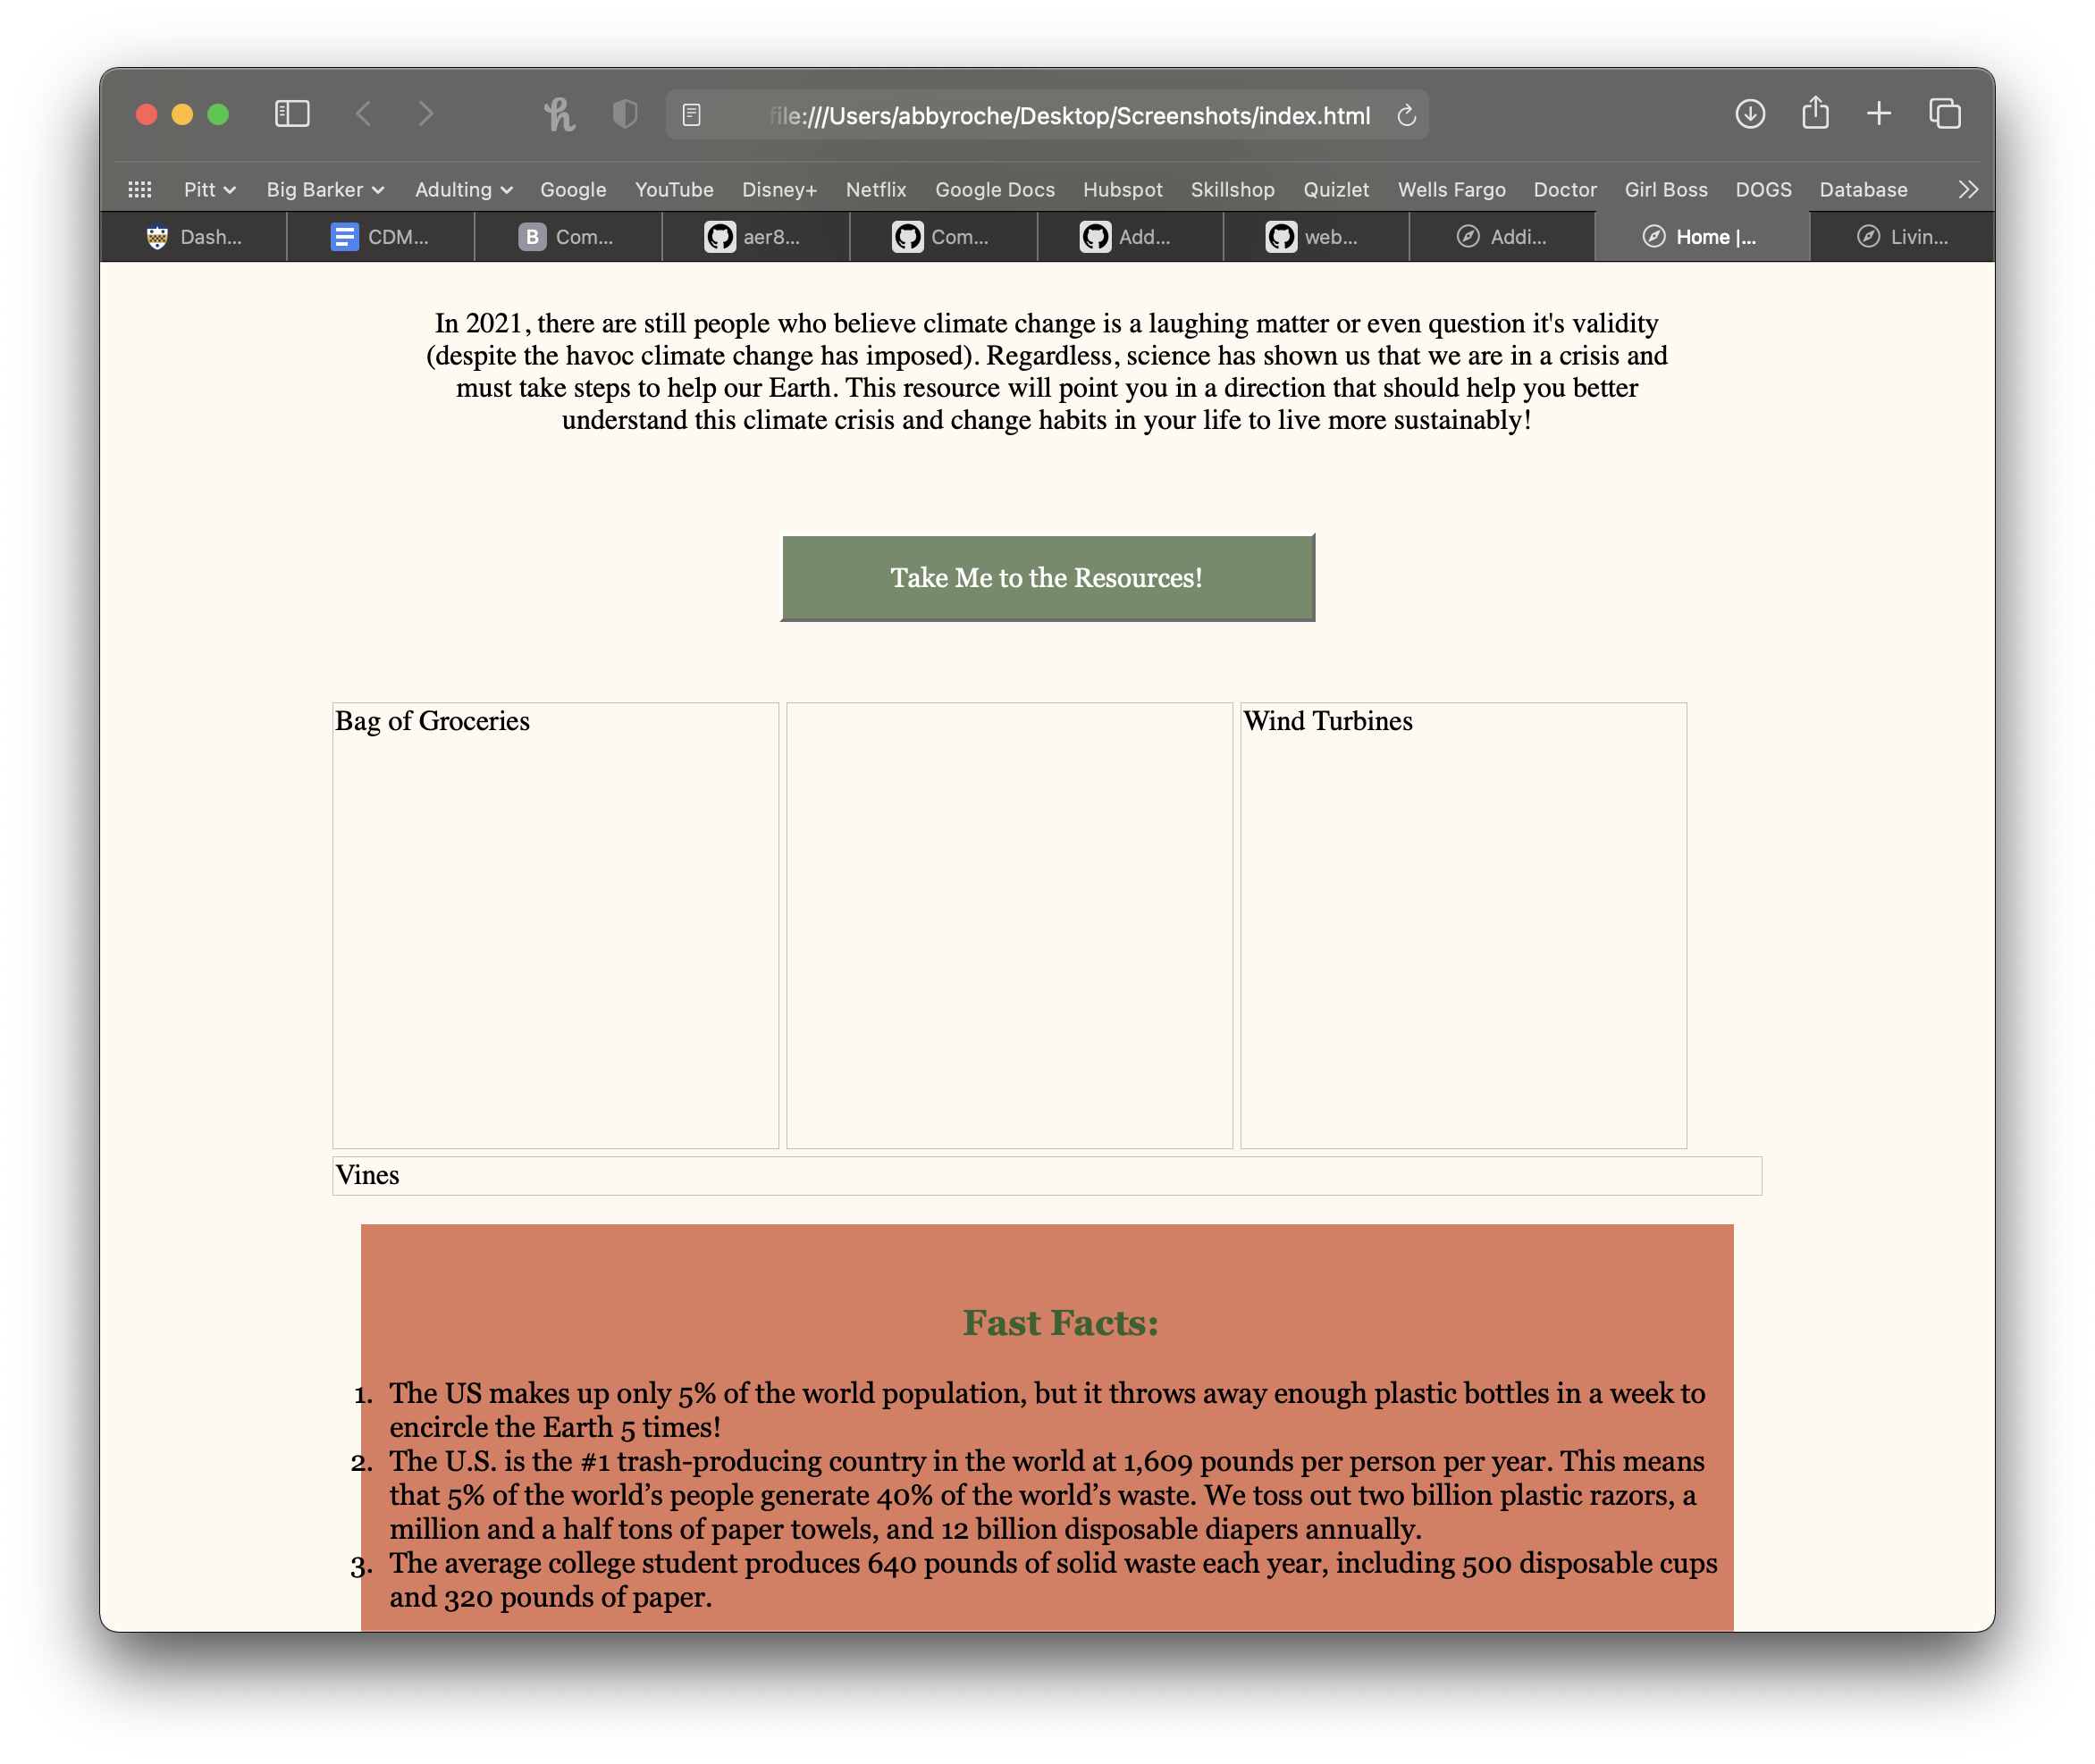 file:///Users/abbyroche/Desktop/Screenshots/index.html
Pitt Big Barker Adulting Google YouTube Disney+ Netflix Google Docs Hubspot Skillshop Quizlet Wells Fargo Doctor Girl Boss DOGS Database
Dash... CDM... B Com... aer8... Com... Add... web... Addi... Home |... Livin...
In 2021, there are still people who believe climate change is a laughing matter or even question it's validity
(despite the havoc climate change has imposed). Regardless, science has shown us that we are in a crisis and
must take steps to help our Earth. This resource will point you in a direction that should help you better
understand this climate crisis and change habits in your life to live more sustainably!
Take Me to the Resources!
Bag of Groceries Wind Turbines
Vines
Fast Facts:
1. The US makes up only 5% of the world population, but it throws away enough plastic bottles in a week to
encircle the Earth 5 times!
2. The U.S. is the #1 trash-producing country in the world at 1,609 pounds per person per year. This means
that 5% of the world’s people generate 40% of the world’s waste. We toss out two billion plastic razors, a
million and a half tons of paper towels, and 12 billion disposable diapers annually.
3. The average college student produces 640 pounds of solid waste each year, including 500 disposable cups
and 320 pounds of paper.